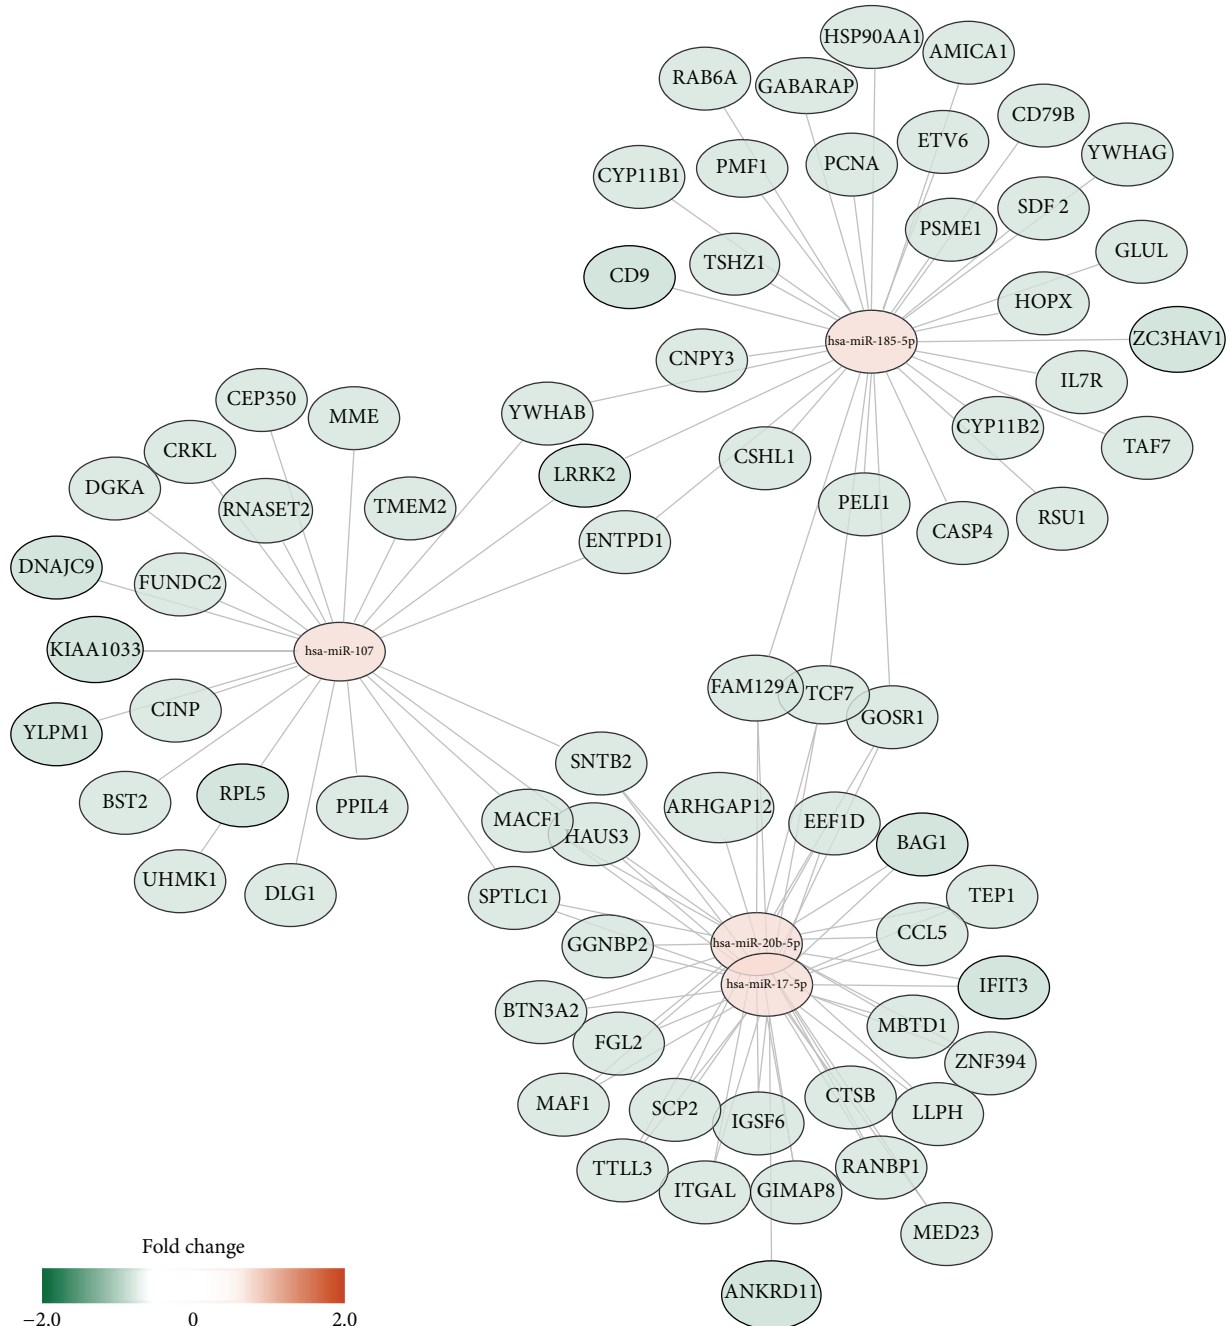 HSP90AA1
AMICA1
RAB6A
GABARAP
CD79B
ETV6
YWHAG
PCNA
PMF1
CYP11B1
SDF 2
PSME1
GLUL
TSHZ1
CD9
HOPX
ZC3HAV1
hsa-miR-185-5p
CNPY3
IL7R
CEP350
MME
YWHAB
CYP11B2
TAF7
CRKL
CSHL1
LRRK2
DGKA
RNASET2
TMEM2
PELI1
RSU1
CASP4
ENTPD1
DNAJC9
FUNDC2
KIAA1033
hsa-miR-107
FAM129A
TCF7
CINP
GOSR1
YLPM1
SNTB2
RPL5
BST2
PPIL4
ARHGAP12
MACF1
EEF1D
HAUS3
BAG1
UHMK1
DLG1
SPTLC1
TEP1
CCL5
hsa-miR-20b-5p
GGNBP2
hsa-miR-17-5p
IFIT3
BTN3A2
MBTD1
FGL2
ZNF394
CTSB
MAF1
SCP2
LLPH
IGSF6
RANBP1
TTLL3
ITGAL
GIMAP8
MED23
Fold change
ANKRD11
−2.0
0
2.0